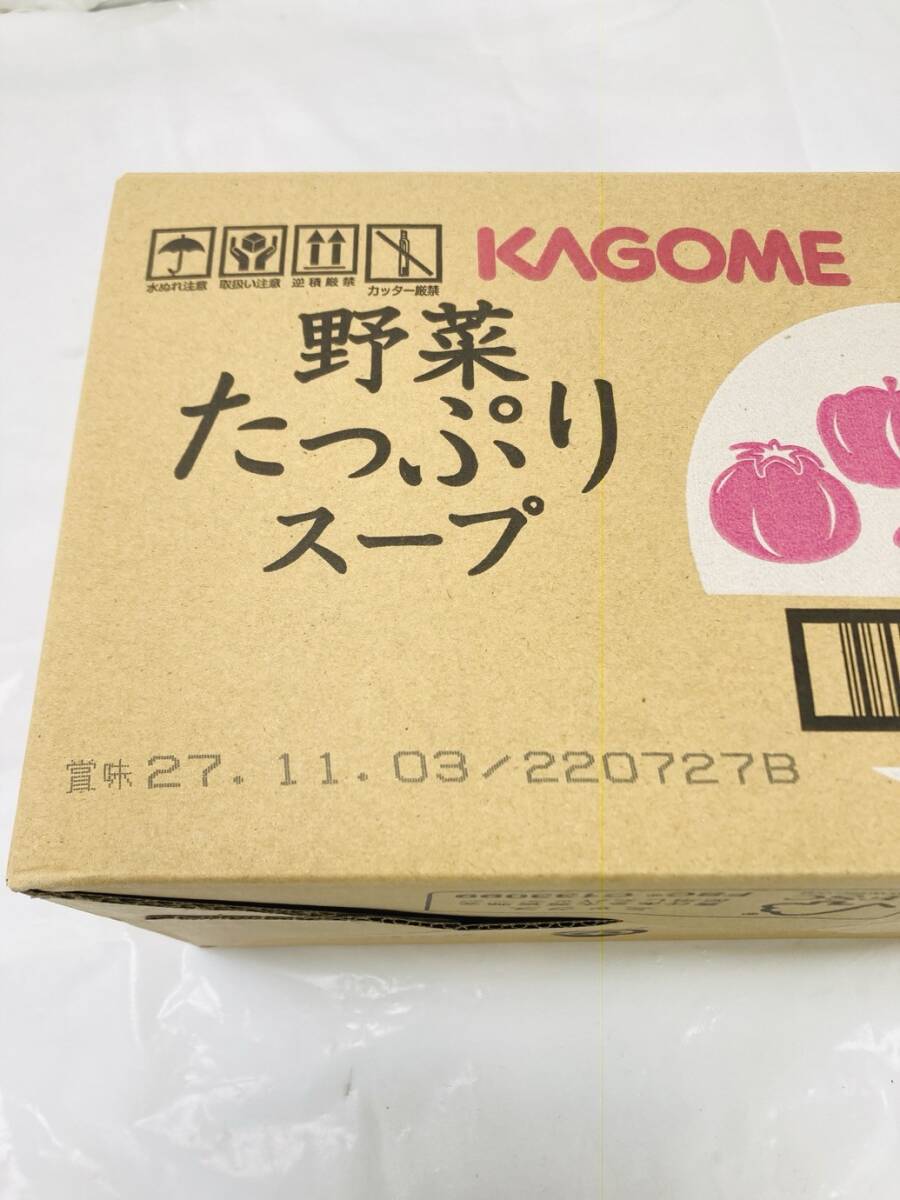 水ぬれ注意 取扱い注意 逆積厳禁 カッター厳禁
KAGOME
野菜
たっぷり
スープ
賞味 27. 11. 03/220727B